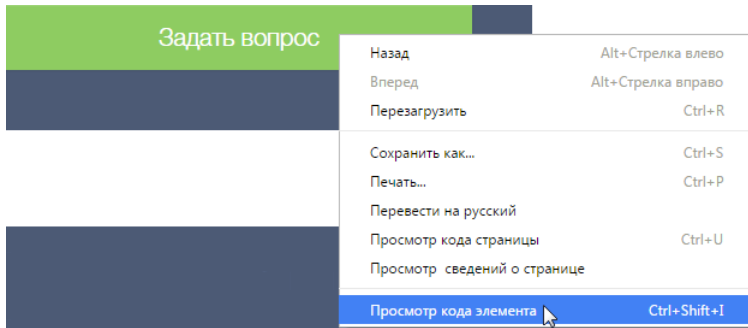 Задать вопрос
Назад Alt+Стрелка влево
Вперед Alt+Стрелка вправо
Перезагрузить Ctrl+R
Сохранить как... Ctrl+S
Печать... Ctrl+P
Перевести на русский
Просмотр кода страницы Ctrl+U
Просмотр сведений о странице
Просмотр кода элемента Ctrl+Shift+I